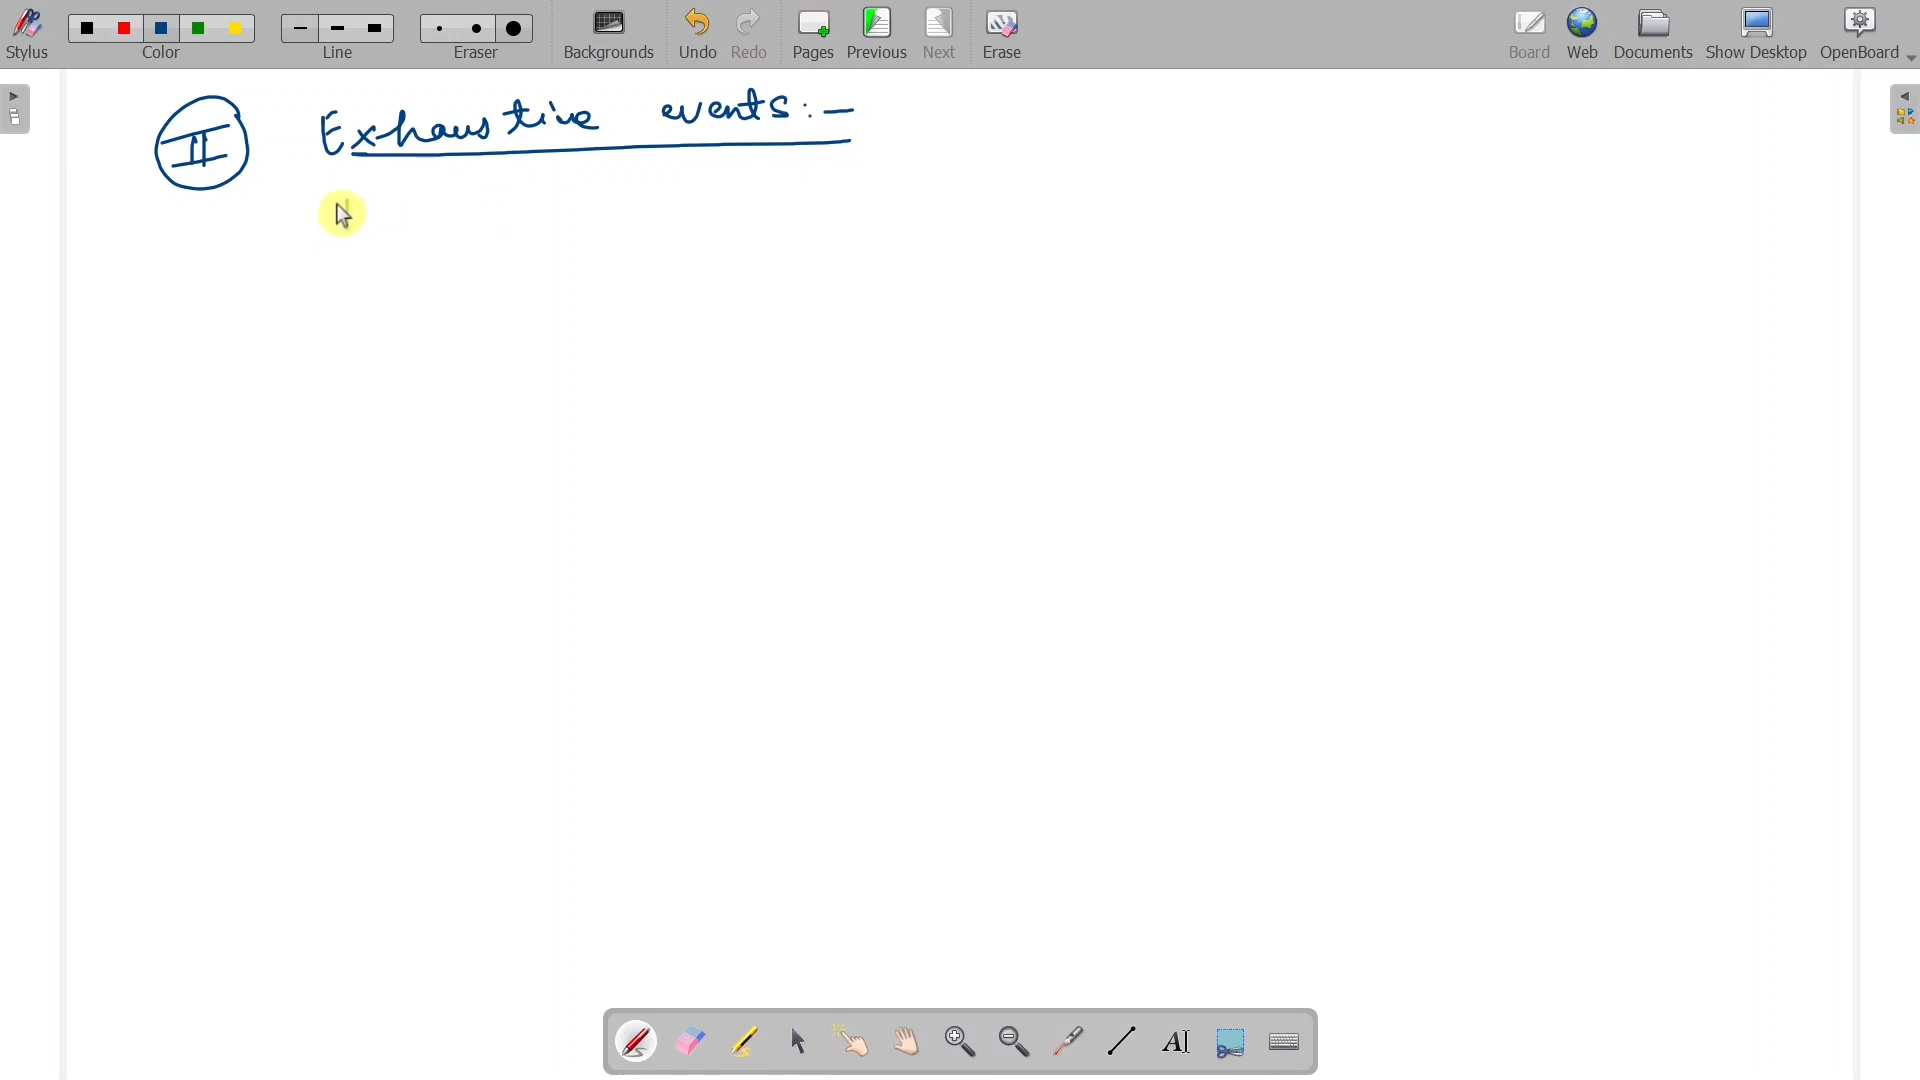 Stylus
Color
Line
Eraser
Backgrounds
Undo
Redo
Pages
Previous
Next
Erase
Board
Web
Documents
Show Desktop
OpenBoard
II Exhaustive events:-
AI